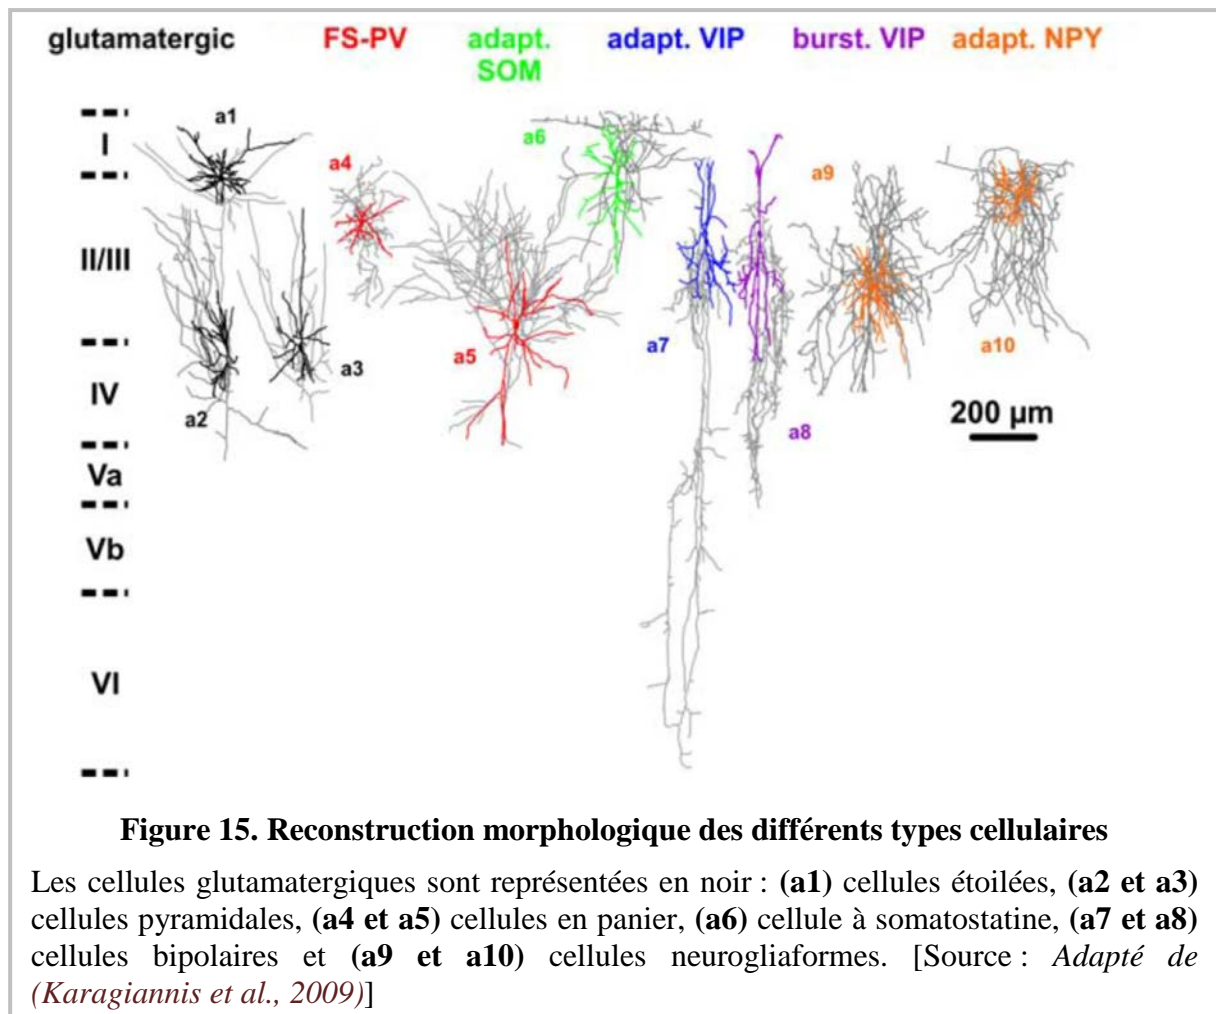 glutamatergic FS-PV adapt. SOM adapt. VIP burst. VIP adapt. NPY
I
II/III
IV
Va
Vb
VI
a1
a2
a3
a4
a5
a6
a7
a8
a9
a10
200 µm
Figure 15. Reconstruction morphologique des différents types cellulaires
Les cellules glutamatergiques sont représentées en noir : (a1) cellules étoilées, (a2 et a3)
cellules pyramidales, (a4 et a5) cellules en panier, (a6) cellule à somatostatine, (a7 et a8)
cellules bipolaires et (a9 et a10) cellules neurogliaformes. [Source : Adapté de
(Karagiannis et al., 2009)]